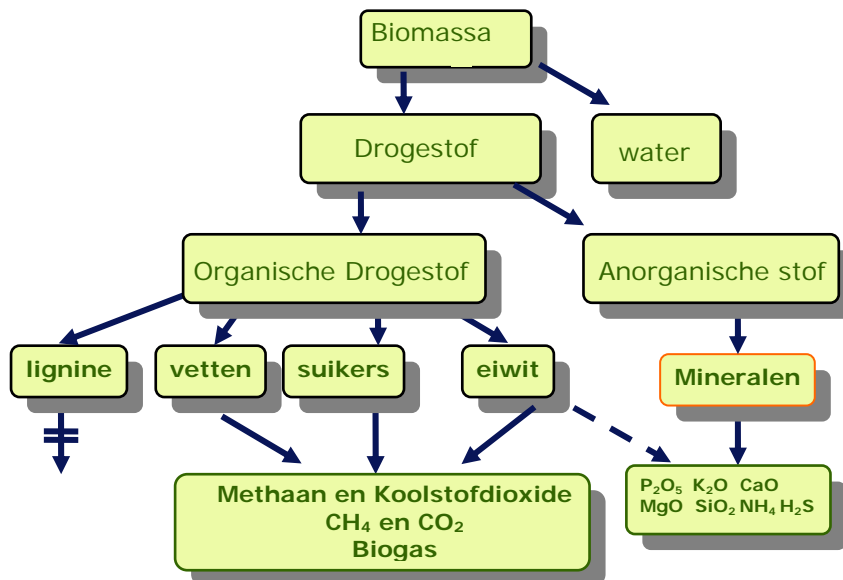 Biomassa
Drogestof
water
Organische Drogestof
Anorganische stof
lignine
vetten
suikers
eiwit
Mineralen
Methaan en Koolstofdioxide
CH₄ en CO₂
Biogas
P₂O₅ K₂O CaO
MgO SiO₂ NH₄ H₂S